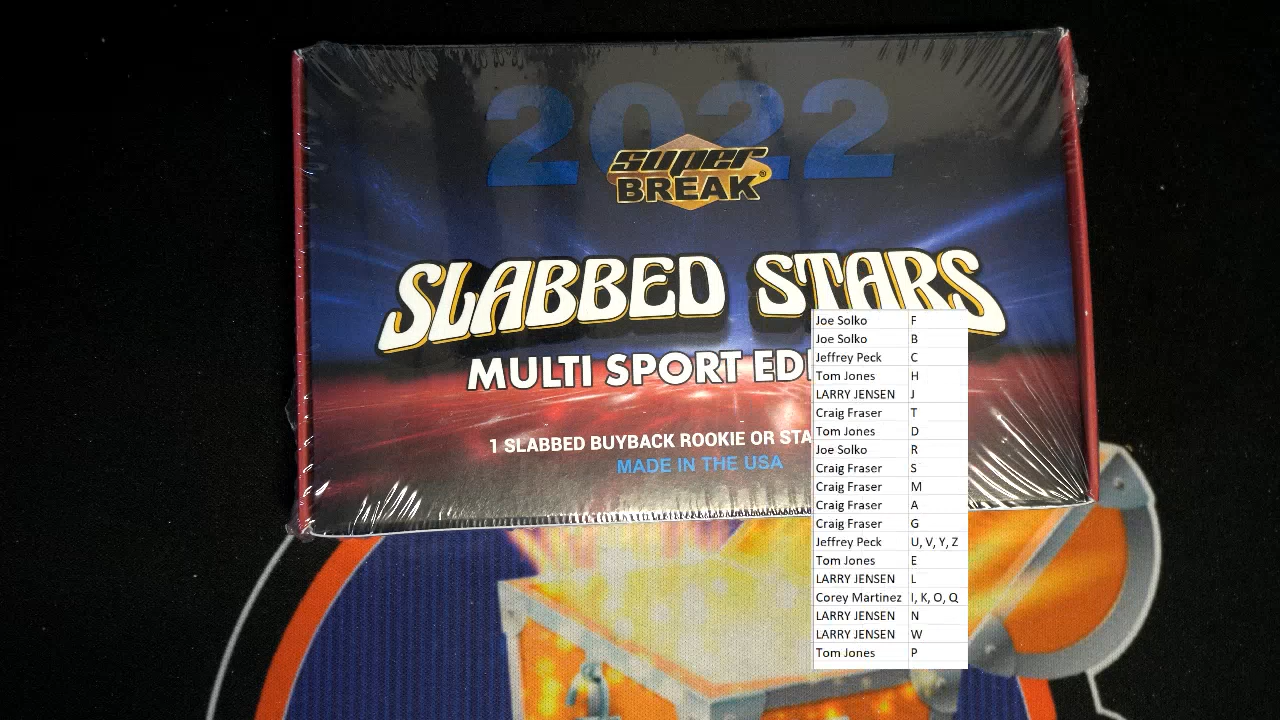 2022
SUPER
BREAK®
SLABBED STARS
MULTI SPORT
1 SLABBED BUYBACK ROOKIE OR
MADE IN THE USA
Joe Solko F
Joe Solko B
Jeffrey Peck C
Tom Jones H
LARRY JENSEN J
Craig Fraser T
Tom Jones D
Joe Solko R
Craig Fraser S
Craig Fraser M
Craig Fraser A
Craig Fraser G
Jeffrey Peck U, V, Y, Z
Tom Jones E
LARRY JENSEN L
Corey Martinez I, K, O, Q
LARRY JENSEN N
LARRY JENSEN W
Tom Jones P